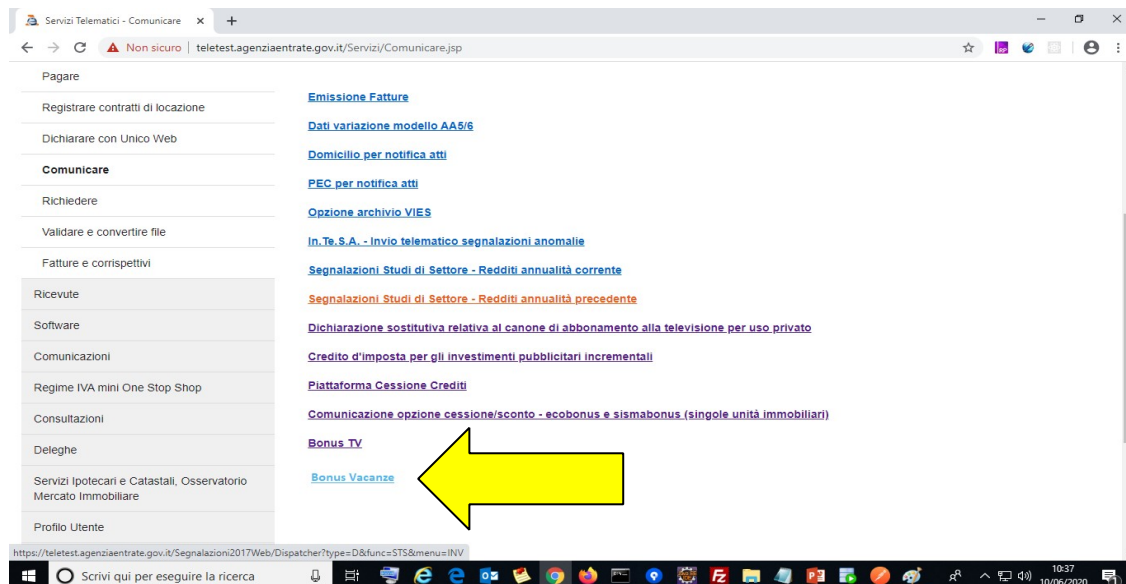 Servizi Telematici - Comunicare
Non sicuro | teletest.agenziaentrate.gov.it/Servizi/Comunicare.jsp
Pagare
Registrare contratti di locazione
Dichiarare con Unico Web
Comunicare
Richiedere
Validare e convertire file
Fatture e corrispettivi
Ricevute
Software
Comunicazioni
Regime IVA mini One Stop Shop
Consultazioni
Deleghe
Servizi Ipotecari e Catastali, Osservatorio
Mercato Immobiliare
Profilo Utente
Emissione Fatture
Dati variazione modello AA5/6
Domicilio per notifica atti
PEC per notifica atti
Opzione archivio VIES
In.Te.S.A. - Invio telematico segnalazioni anomalie
Segnalazioni Studi di Settore - Redditi annualità corrente
Segnalazioni Studi di Settore - Redditi annualità precedente
Dichiarazione sostitutiva relativa al canone di abbonamento alla televisione per uso privato
Credito d'imposta per gli investimenti pubblicitari incrementali
Piattaforma Cessione Crediti
Comunicazione opzione cessione/sconto - ecobonus e sismabonus (singole unità immobiliari)
Bonus TV
Bonus Vacanze
https://teletest.agenziaentrate.gov.it/Segnalazioni2017Web/Dispatcher?type=D&func=STS&menu=INV
Scrivi qui per eseguire la ricerca
10:37
10/06/2020